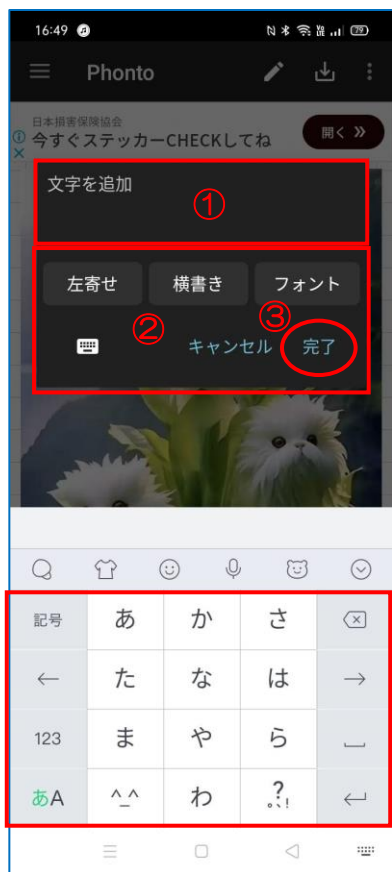 16:49 79
Phonto
日本損害保険協会
今すぐステッカーCHECKしてね 開く
文字を追加
①
左寄せ 横書き フォント
② ③
キャンセル 完了
記号 あ か さ
← た な は →
123 ま や ら
あA ^_^ わ ?。、!